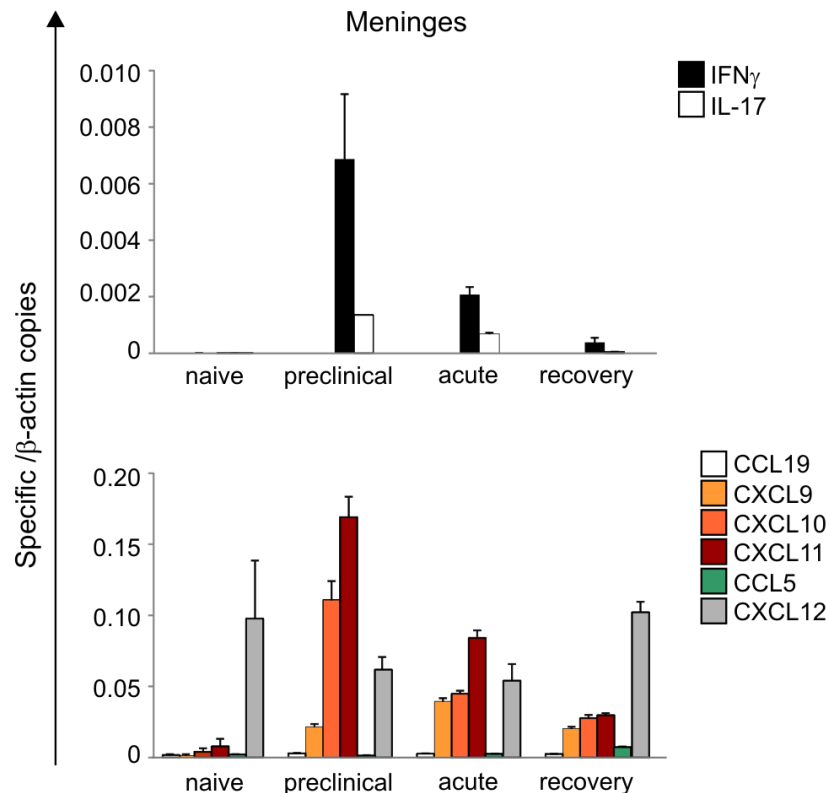 Meninges
Specific /β-actin copies
0.010
0.008
0.006
0.004
0.002
0
naive preclinical acute recovery
IFNγ
IL-17
0.20
0.15
0.10
0.05
0
naive preclinical acute recovery
CCL19
CXCL9
CXCL10
CXCL11
CCL5
CXCL12